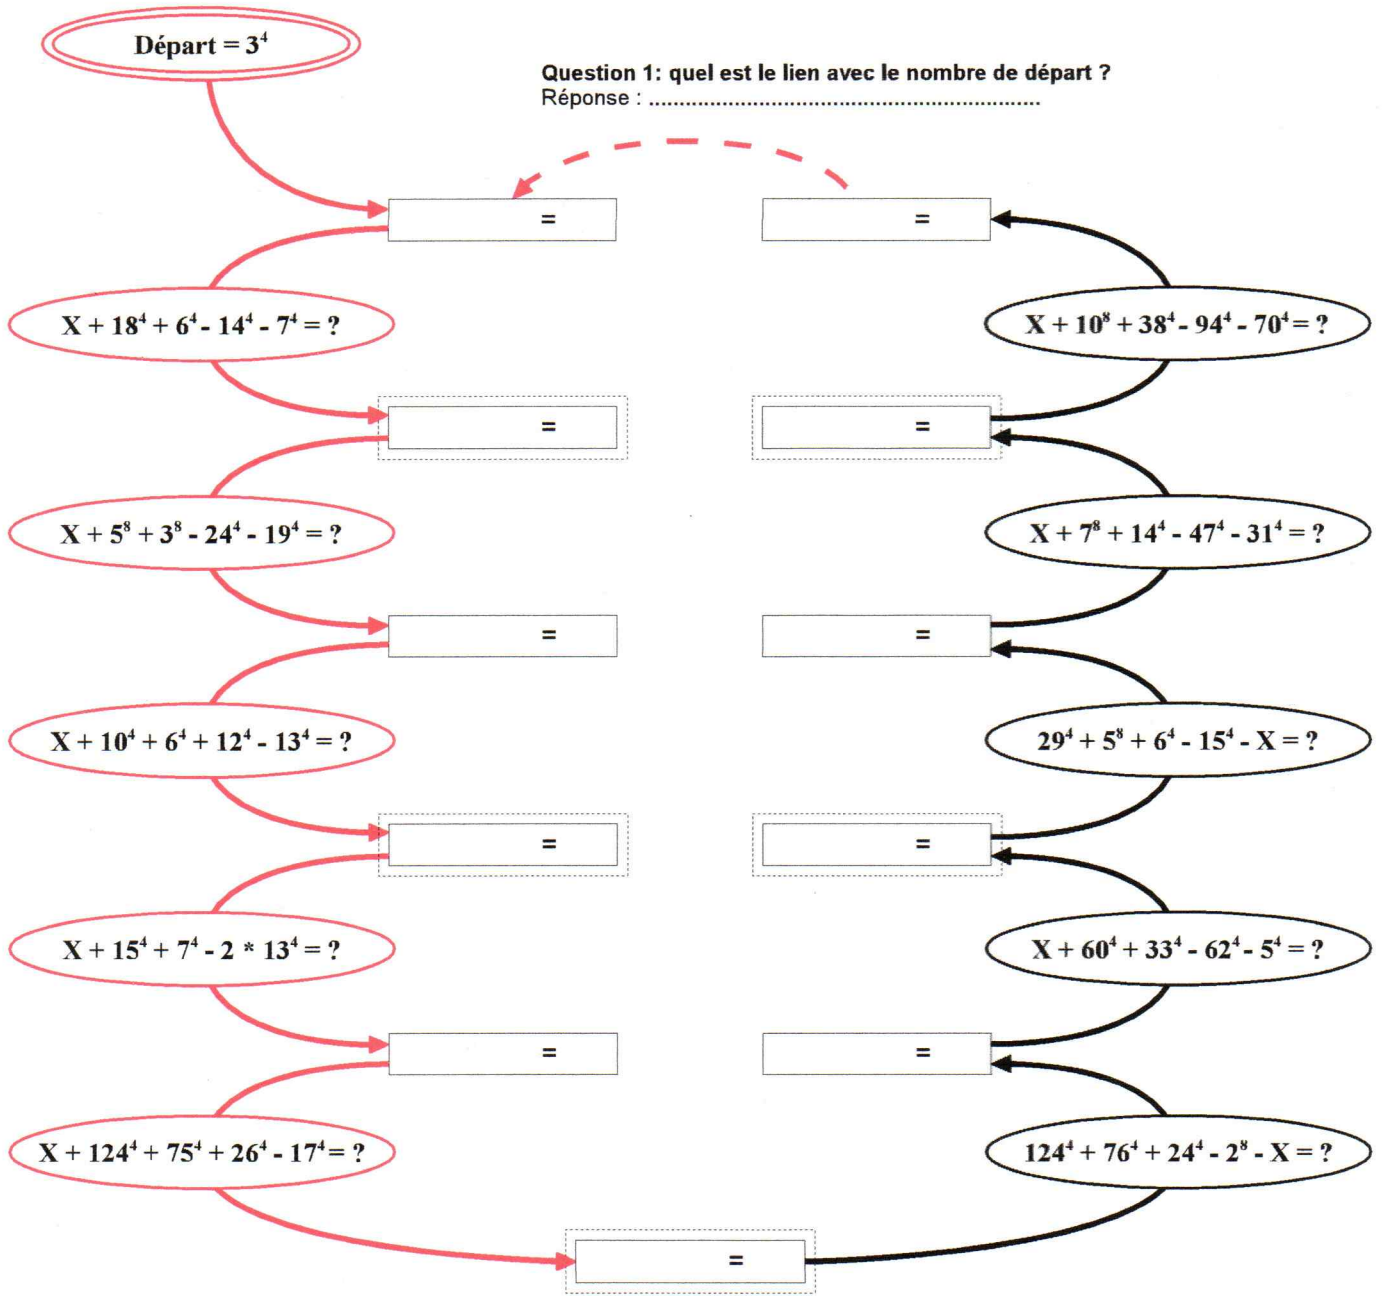 Départ = 3⁴
Question 1: quel est le lien avec le nombre de départ ?
Réponse : .................................................................
=
=
X + 18⁴ + 6⁴ - 14⁴ - 7⁴ = ?
X + 10⁸ + 38⁴ - 94⁴ - 70⁴ = ?
=
=
X + 5⁸ + 3⁸ - 24⁴ - 19⁴ = ?
X + 7⁸ + 14⁴ - 47⁴ - 31⁴ = ?
=
=
X + 10⁴ + 6⁴ + 12⁴ - 13⁴ = ?
29⁴ + 5⁸ + 6⁴ - 15⁴ - X = ?
=
=
X + 15⁴ + 7⁴ - 2 * 13⁴ = ?
X + 60⁴ + 33⁴ - 62⁴ - 5⁴ = ?
=
=
X + 124⁴ + 75⁴ + 26⁴ - 17⁴ = ?
124⁴ + 76⁴ + 24⁴ - 2⁸ - X = ?
=